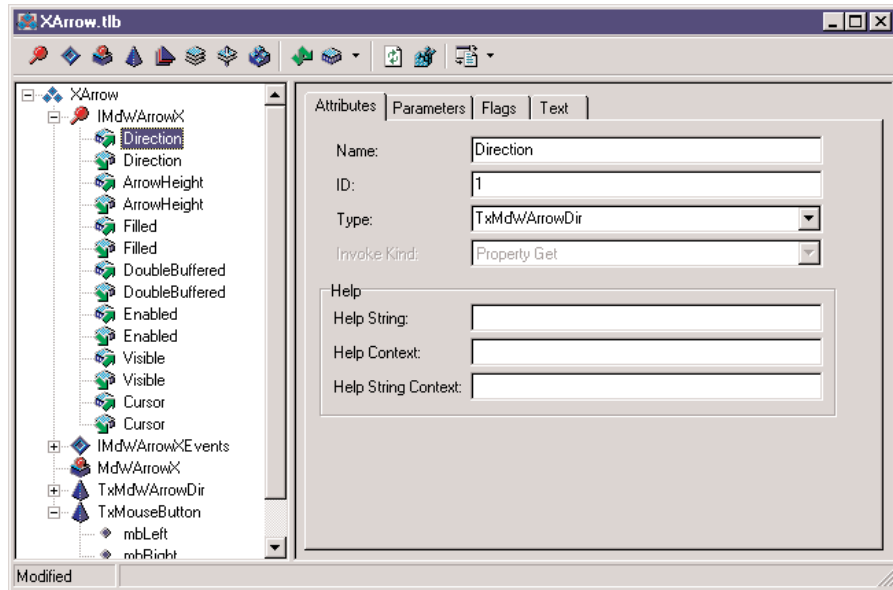 XArrow.tlb
XArrow
IMdWArrowX
Direction
Direction
ArrowHeight
ArrowHeight
Filled
Filled
DoubleBuffered
DoubleBuffered
Enabled
Enabled
Visible
Visible
Cursor
Cursor
IMdWArrowXEvents
MdWArrowX
TxMdWArrowDir
TxMouseButton
mbLeft
mbRight
Attributes Parameters Flags Text
Name: Direction
ID: 1
Type: TxMdWArrowDir
Invoke Kind: Property Get
Help
Help String:
Help Context:
Help String Context:
Modified